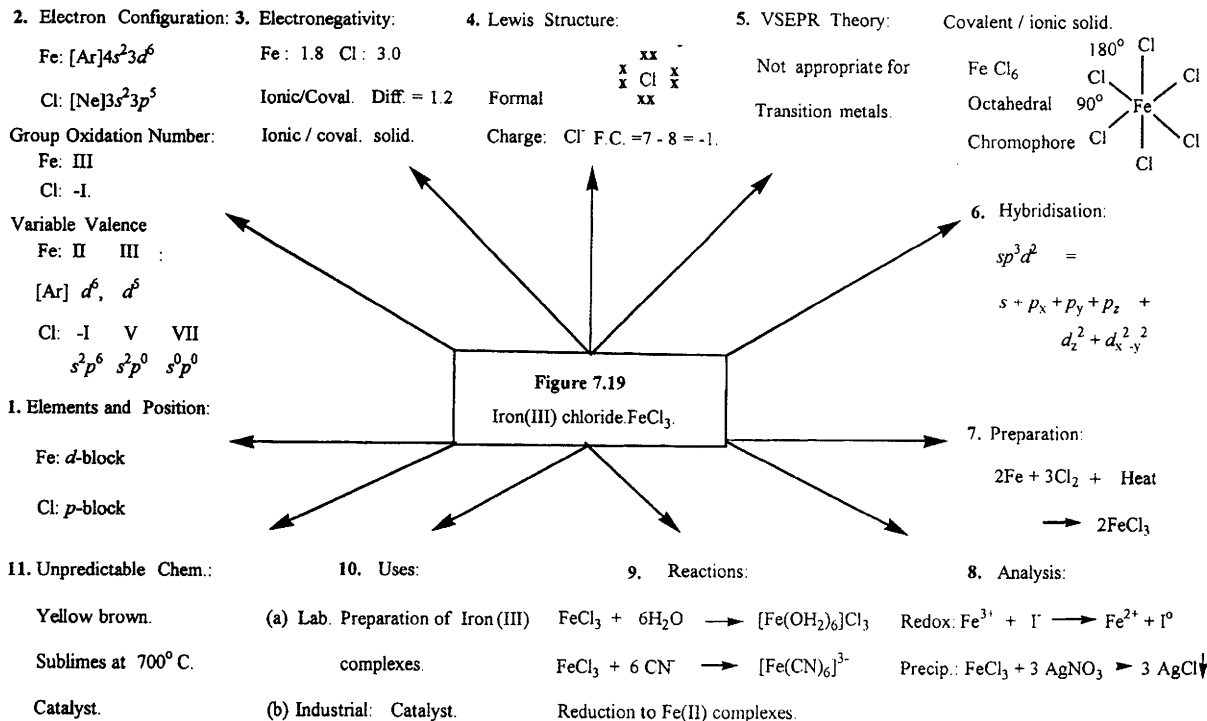 2. Electron Configuration:
Fe: [Ar]4s²3d⁶
Cl: [Ne]3s²3p⁵
Group Oxidation Number:
Fe: III
Cl: -I.
Variable Valence
Fe: II III :
[Ar] d⁶, d⁵
Cl: -I V VII
s²p⁶ s²p⁰ s⁰p⁰
3. Electronegativity:
Fe : 1.8 Cl : 3.0
Ionic/Coval. Diff. = 1.2
Ionic / coval. solid.
4. Lewis Structure:
xx -
x Cl x
x x
xx
Formal
Charge: Cl⁻ F.C. =7 - 8 = -1.
5. VSEPR Theory:
Not appropriate for
Transition metals.
Covalent / ionic solid.
Fe Cl₆
Octahedral
Chromophore
180° Cl
Cl Cl
90° Fe
Cl Cl
Cl
6. Hybridisation:
sp³d² =
s + pₓ + p_y + p_z +
d_z² + d_x²-y²
Figure 7.19
Iron(III) chloride.FeCl₃.
1. Elements and Position:
Fe: d-block
Cl: p-block
7. Preparation:
2Fe + 3Cl₂ + Heat
→ 2FeCl₃
11. Unpredictable Chem.:
Yellow brown.
Sublimes at 700° C.
Catalyst.
10. Uses:
(a) Lab. Preparation of Iron (III)
complexes.
(b) Industrial: Catalyst.
9. Reactions:
FeCl₃ + 6H₂O → [Fe(OH₂)₆]Cl₃
FeCl₃ + 6 CN⁻ → [Fe(CN)₆]³⁻
Reduction to Fe(II) complexes.
8. Analysis:
Redox: Fe³⁺ + I⁻ → Fe²⁺ + I⁰
Precip.: FeCl₃ + 3 AgNO₃ ➤ 3 AgCl↓